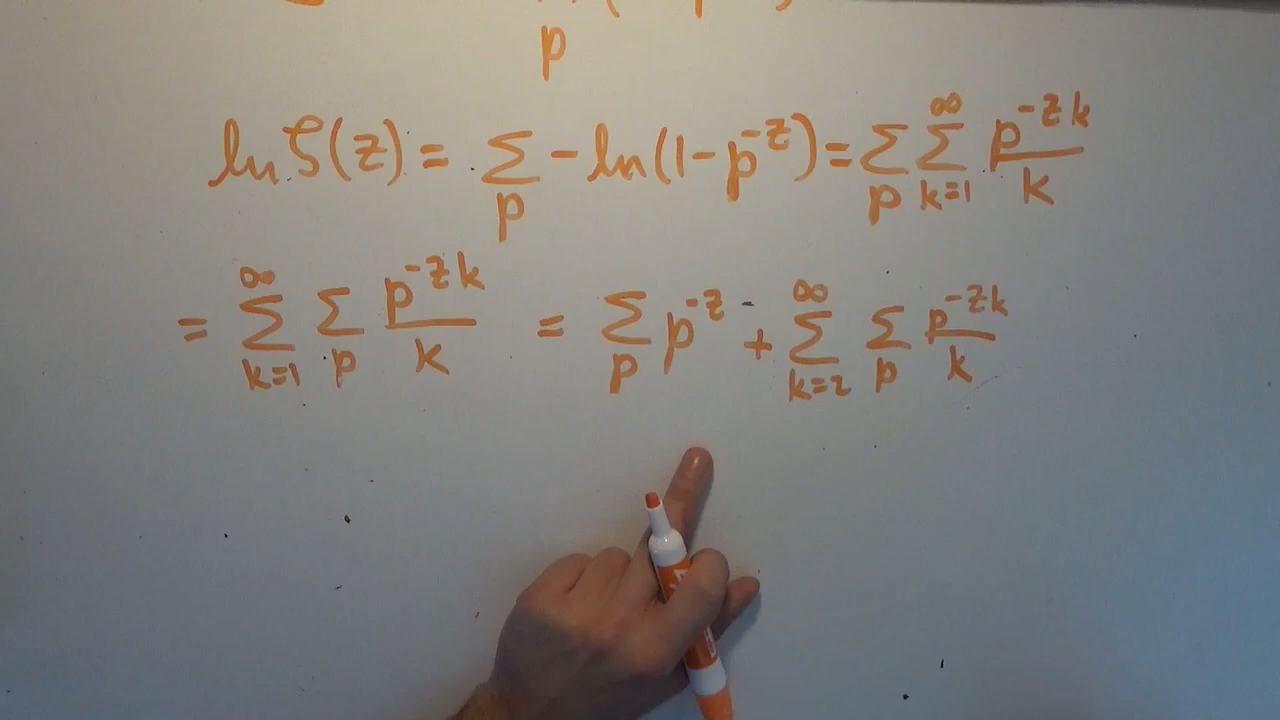 p
ln ζ(z) = Σ_p -ln(1-p^{-z}) = Σ_p Σ_{k=1}^{∞} p^{-zk}/k
= Σ_{k=1}^{∞} Σ_p p^{-zk}/k = Σ_p p^{-z} + Σ_{k=2}^{∞} Σ_p p^{-zk}/k